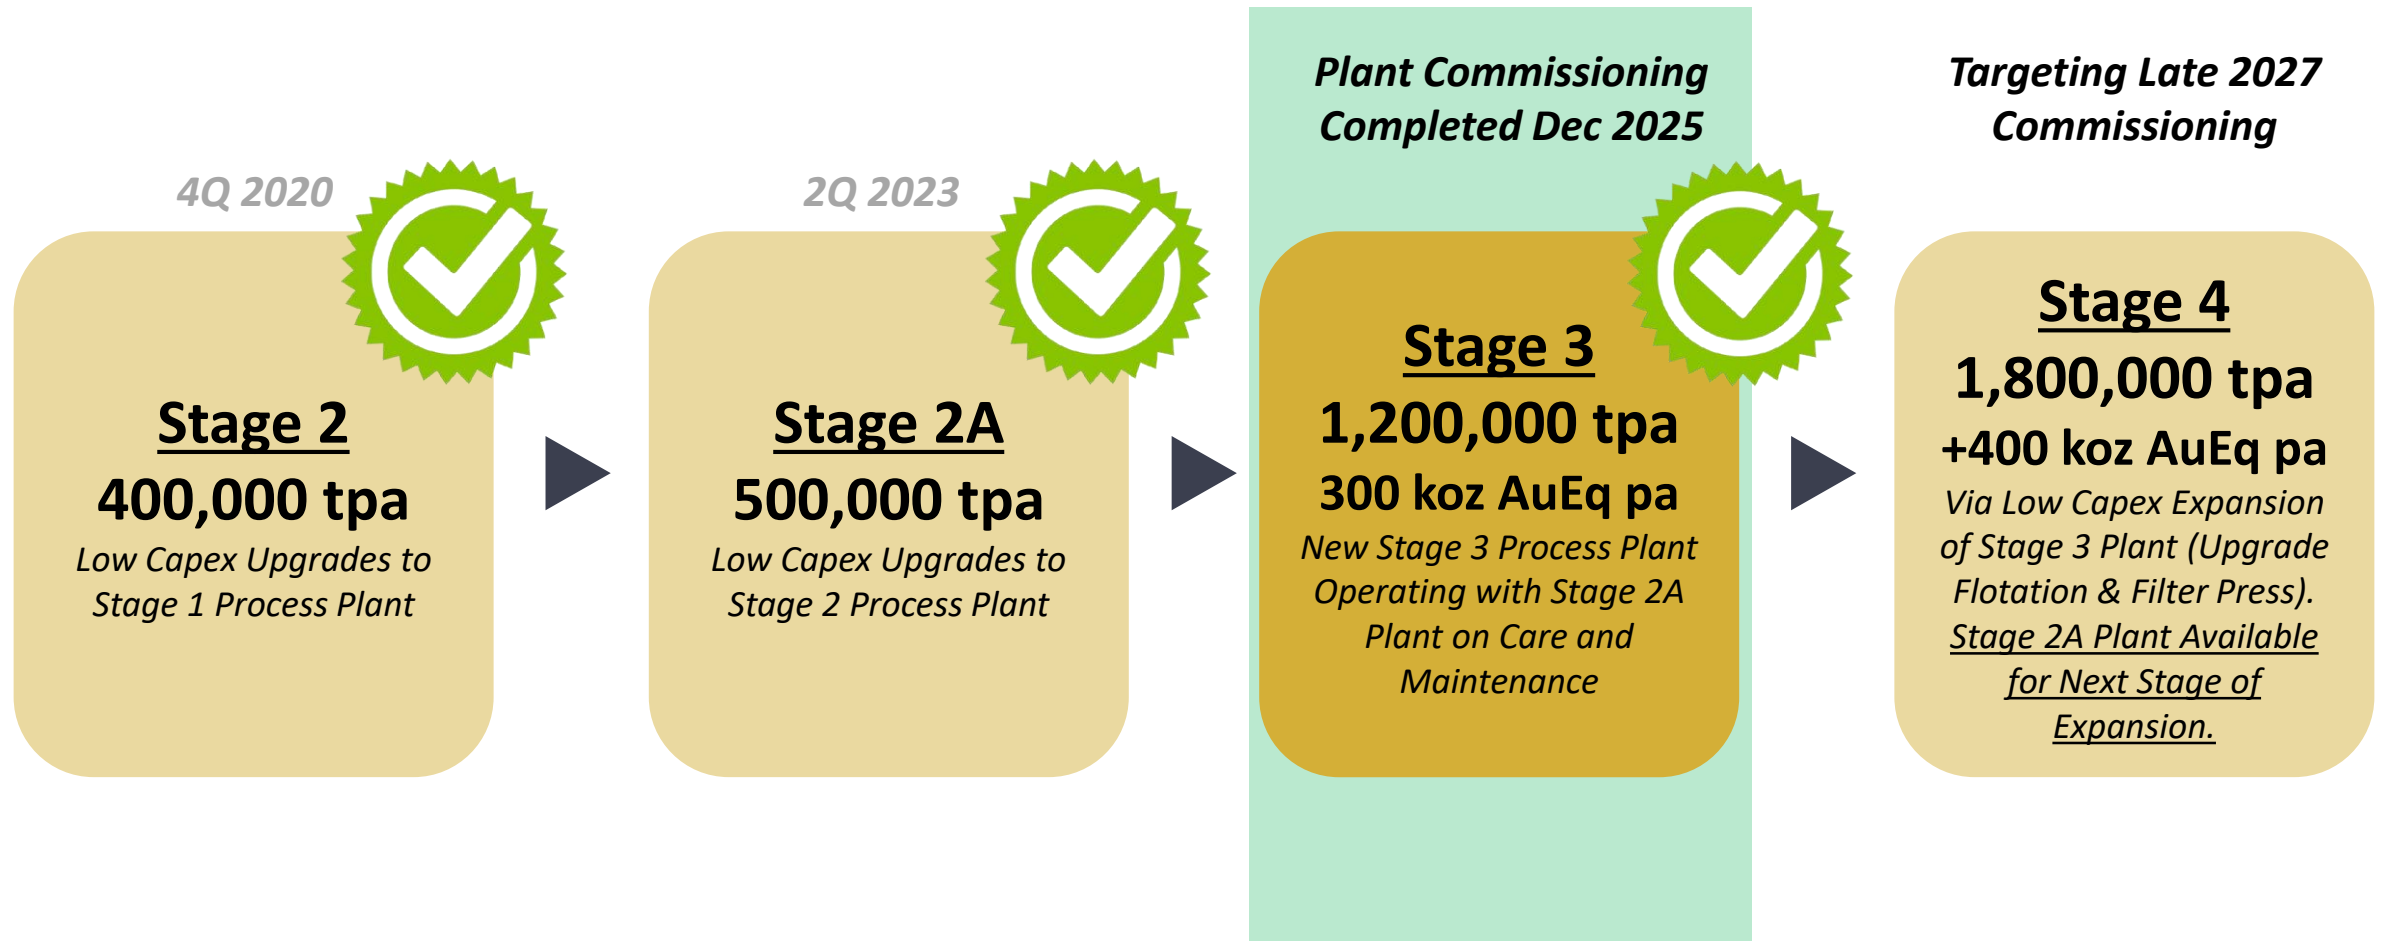 4Q 2020
Stage 2
400,000 tpa
Low Capex Upgrades to
Stage 1 Process Plant
2Q 2023
Stage 2A
500,000 tpa
Low Capex Upgrades to
Stage 2 Process Plant
Plant Commissioning
Completed Dec 2025
Stage 3
1,200,000 tpa
300 koz AuEq pa
New Stage 3 Process Plant
Operating with Stage 2A
Plant on Care and
Maintenance
Targeting Late 2027
Commissioning
Stage 4
1,800,000 tpa
+400 koz AuEq pa
Via Low Capex Expansion
of Stage 3 Plant (Upgrade
Flotation & Filter Press).
Stage 2A Plant Available
for Next Stage of
Expansion.